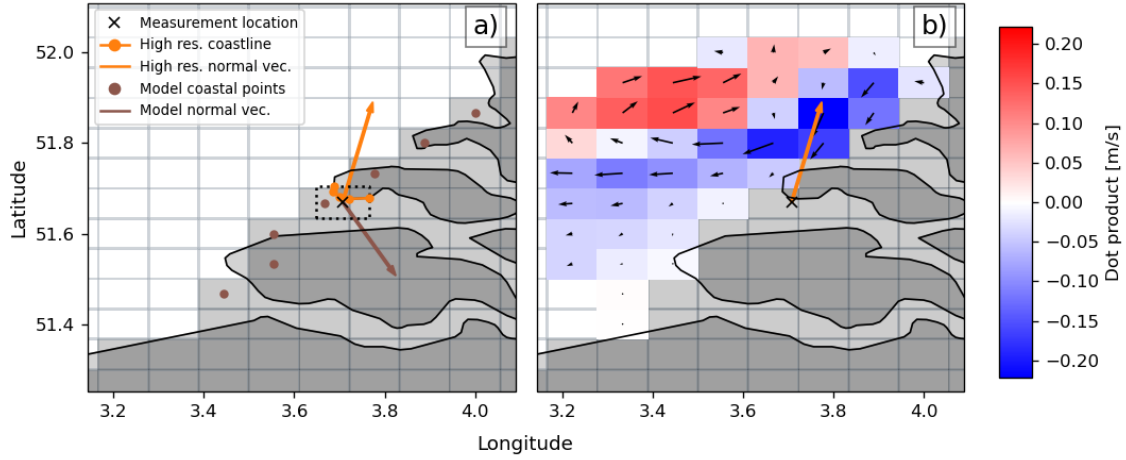 Measurement location
High res. coastline
High res. normal vec.
Model coastal points
Model normal vec.
a)
b)
52.0
51.8
51.6
51.4
Latitude
3.2 3.4 3.6 3.8 4.0
3.2 3.4 3.6 3.8 4.0
Longitude
0.20
0.15
0.10
0.05
0.00
−0.05
−0.10
−0.15
−0.20
Dot product [m/s]